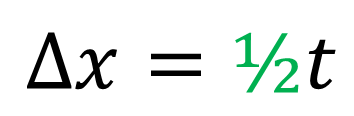 Δx = ½t